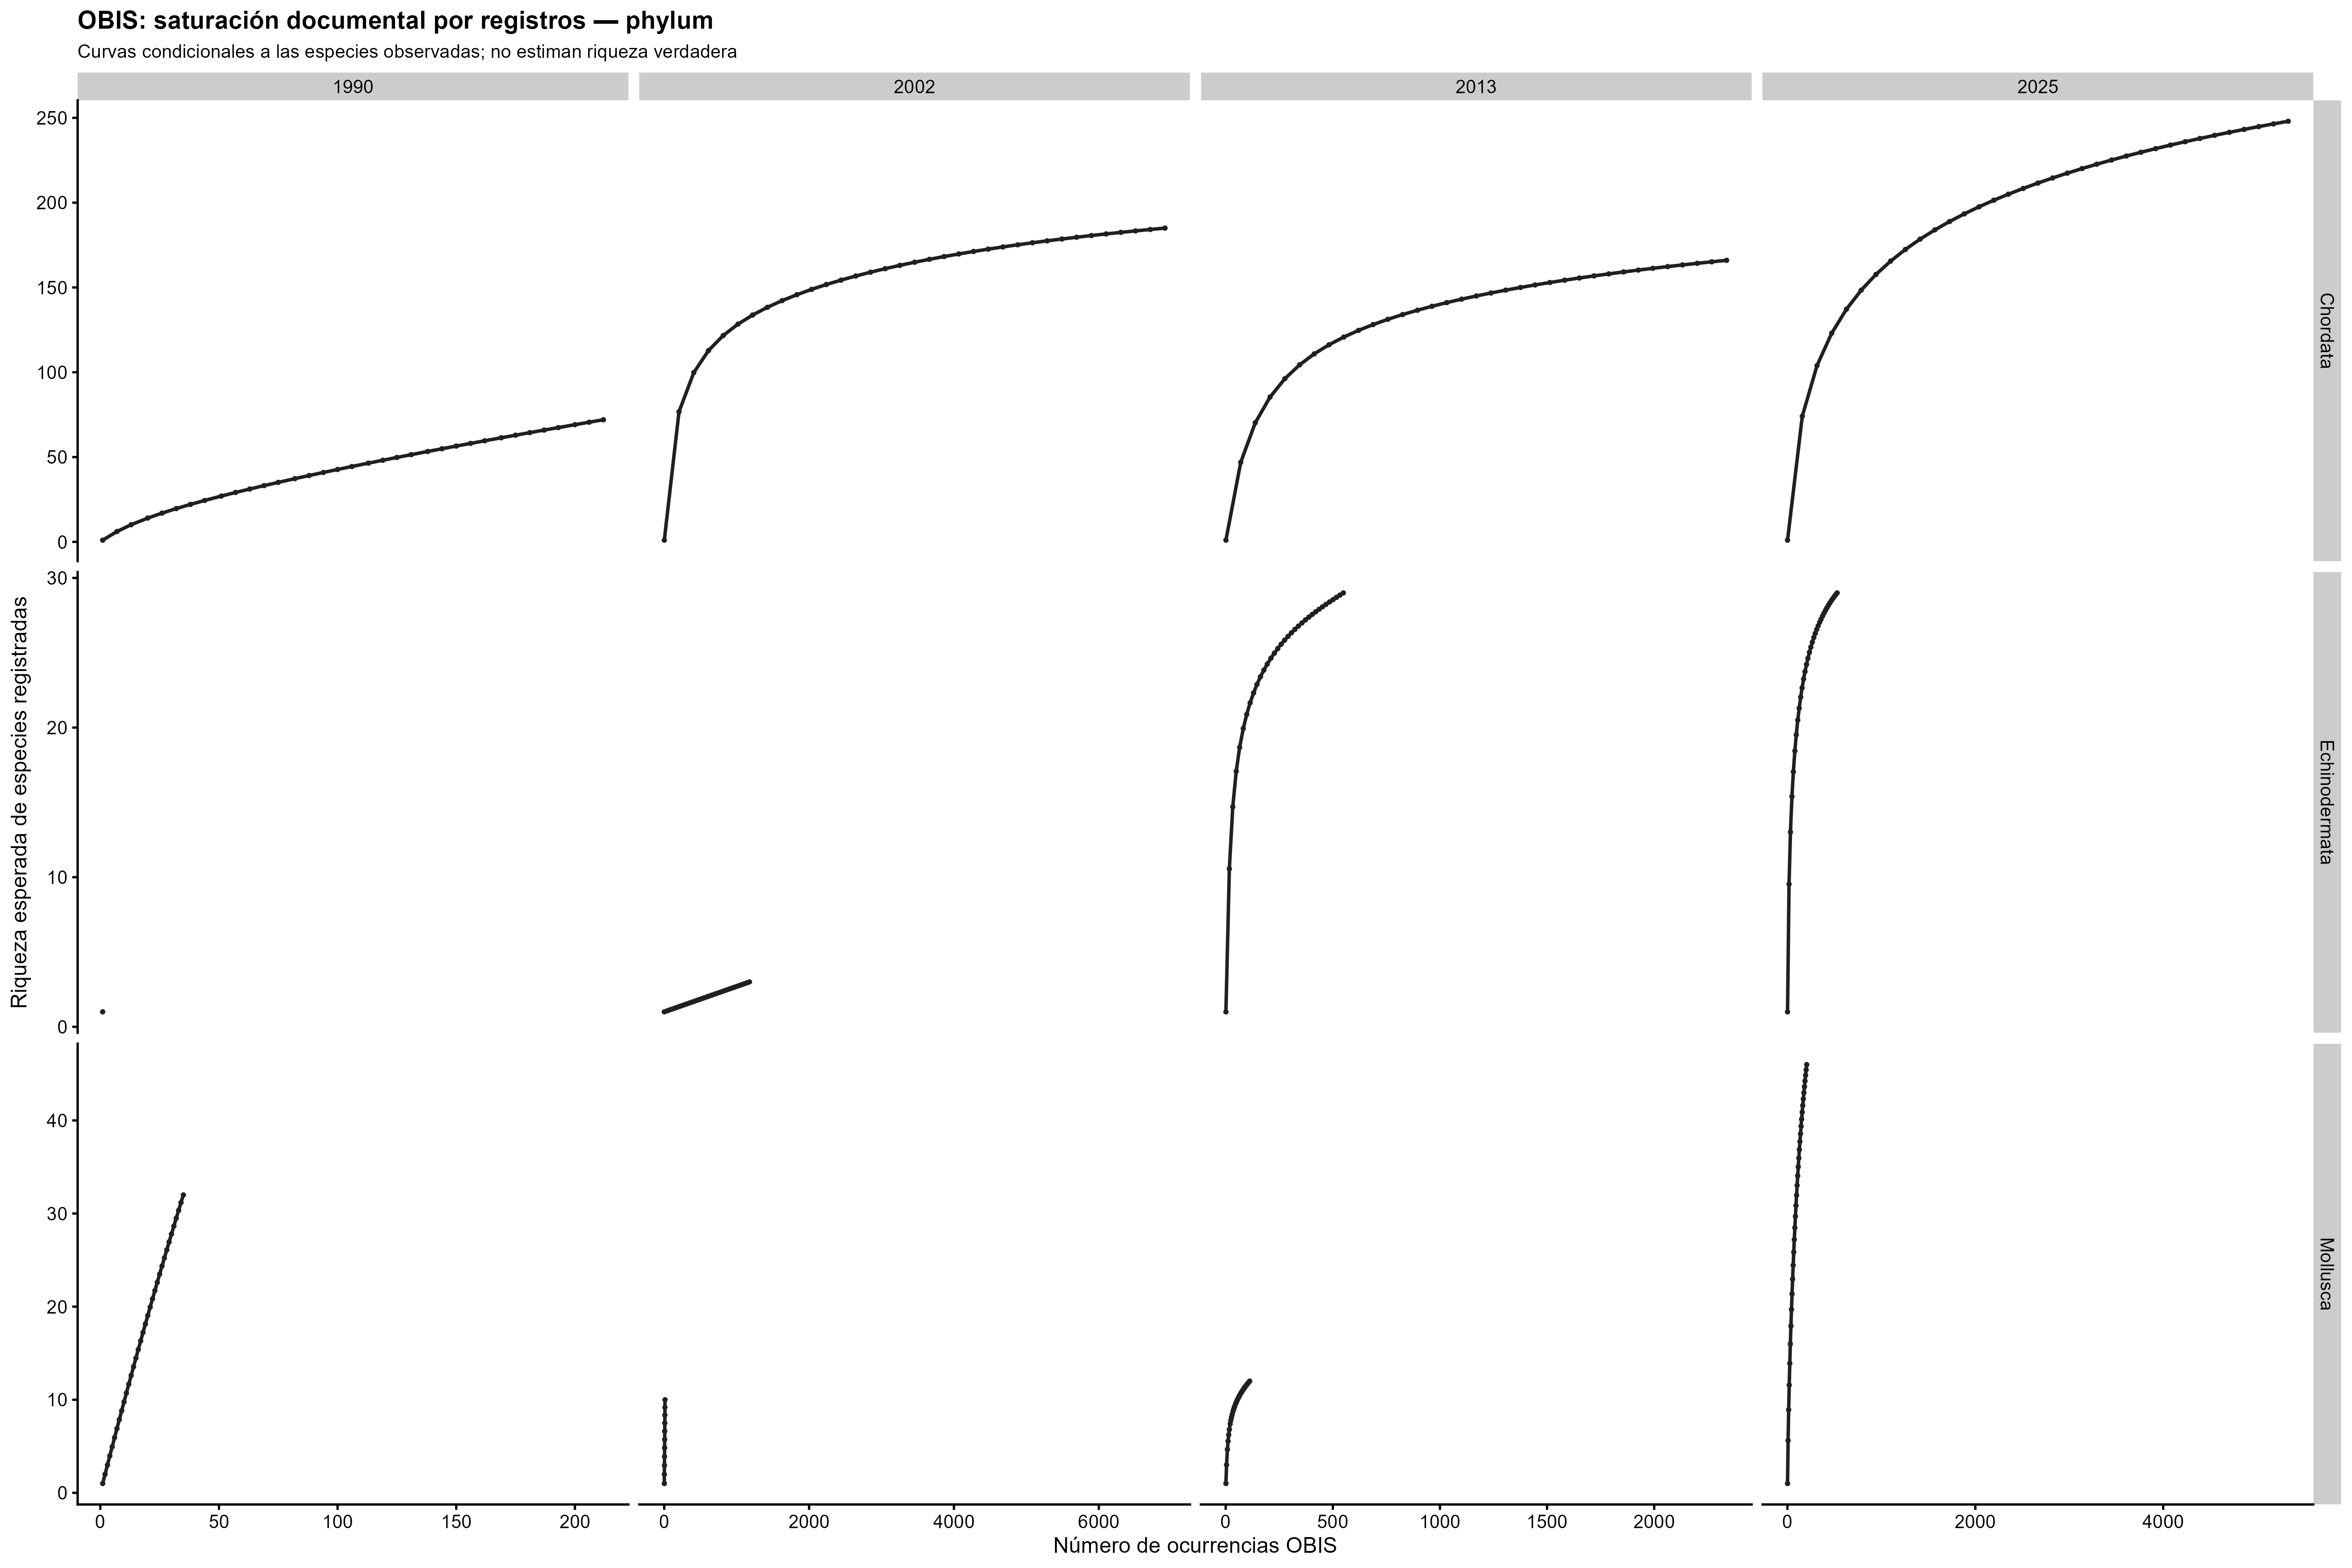 OBIS: saturación documental por registros — phylum
Curvas condicionales a las especies observadas; no estiman riqueza verdadera
1990
2002
2013
2025
Riqueza esperada de especies registradas
250
200
150
100
50
0
Chordata
30
20
10
0
Echinodermata
40
30
20
10
0
Mollusca
0 50 100 150 200
0 2000 4000 6000
0 500 1000 1500 2000
0 2000 4000
Número de ocurrencias OBIS